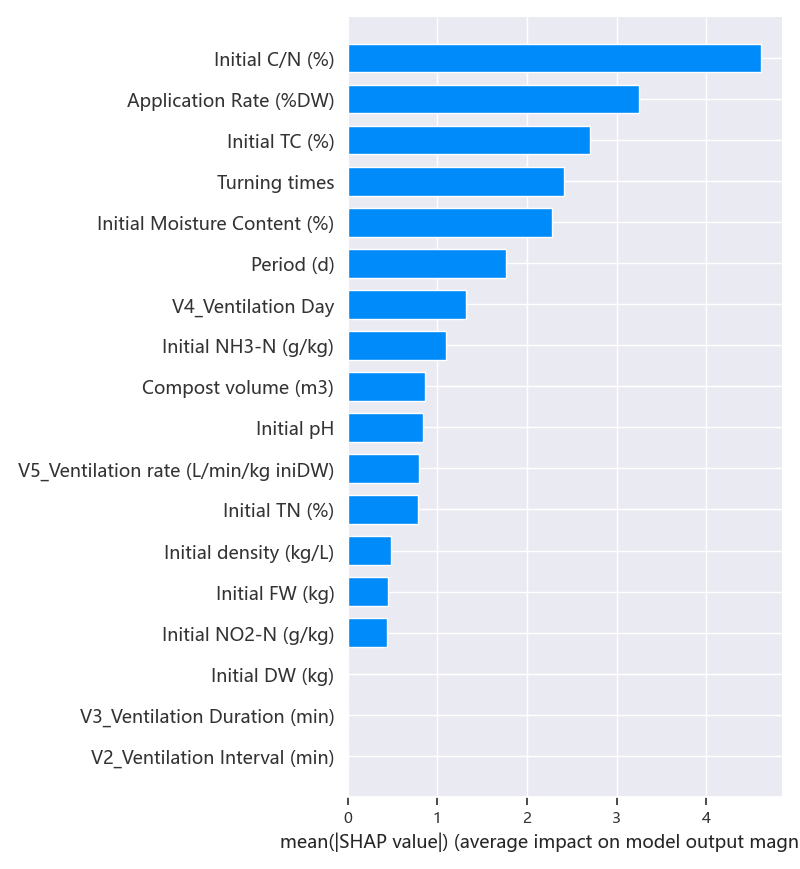 Initial C/N (%)
Application Rate (%DW)
Initial TC (%)
Turning times
Initial Moisture Content (%)
Period (d)
V4_Ventilation Day
Initial NH3-N (g/kg)
Compost volume (m3)
Initial pH
V5_Ventilation rate (L/min/kg iniDW)
Initial TN (%)
Initial density (kg/L)
Initial FW (kg)
Initial NO2-N (g/kg)
Initial DW (kg)
V3_Ventilation Duration (min)
V2_Ventilation Interval (min)
0 1 2 3 4
mean(|SHAP value|) (average impact on model output magn